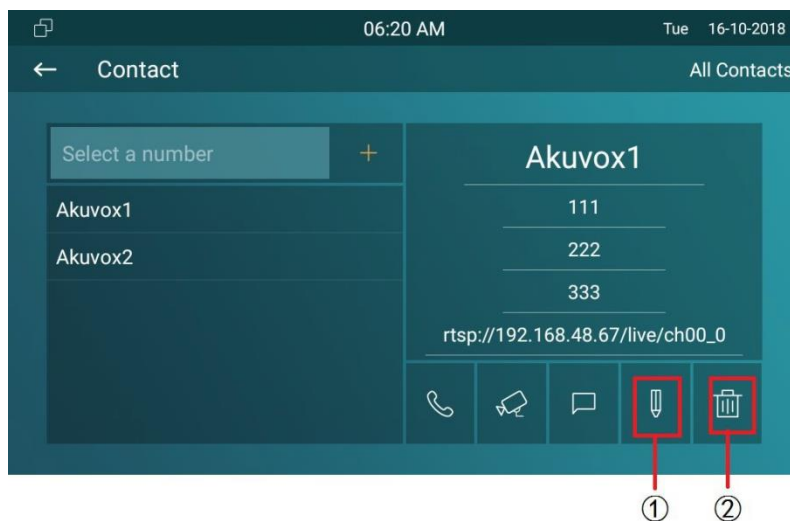 06:20 AM Tue 16-10-2018
Contact All Contacts
Select a number
Akuvox1
Akuvox2
Akuvox1
111
222
333
rtsp://192.168.48.67/live/ch00_0
① ②